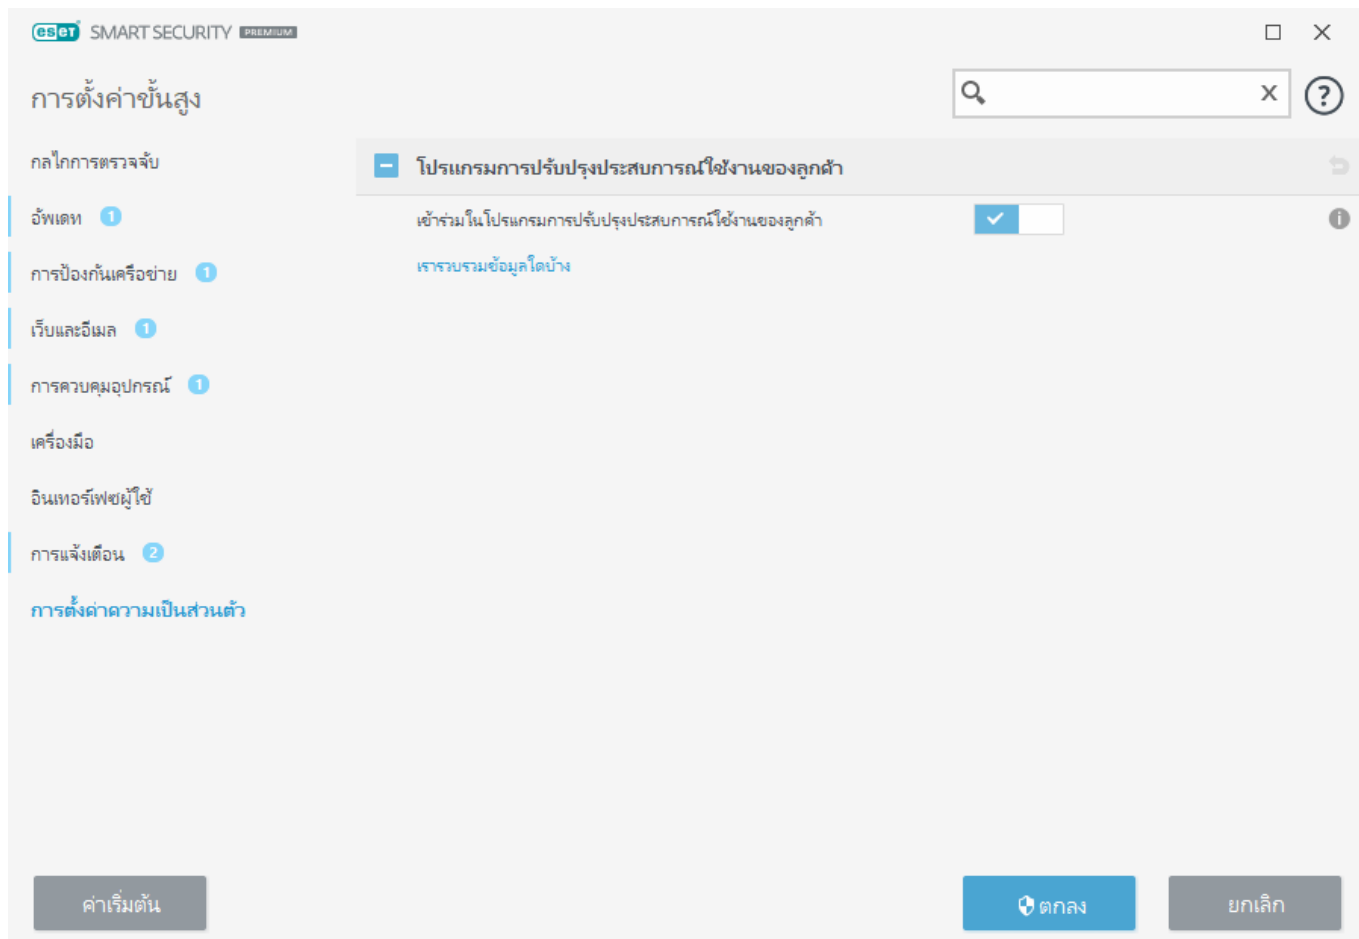 eset SMART SECURITY PREMIUM
การตั้งค่าขั้นสูง
x ?
กลไกการตรวจจับ
อัพเดท 1
การป้องกันเครือข่าย 1
เว็บและอีเมล 1
การควบคุมอุปกรณ์ 1
เครื่องมือ
อินเทอร์เฟซผู้ใช้
การแจ้งเตือน 2
การตั้งค่าความเป็นส่วนตัว
โปรแกรมการปรับปรุงประสบการณ์ใช้งานของลูกค้า
เข้าร่วมในโปรแกรมการปรับปรุงประสบการณ์ใช้งานของลูกค้า
เรารวบรวมข้อมูลใดบ้าง
ค่าเริ่มต้น
ตกลง
ยกเลิก